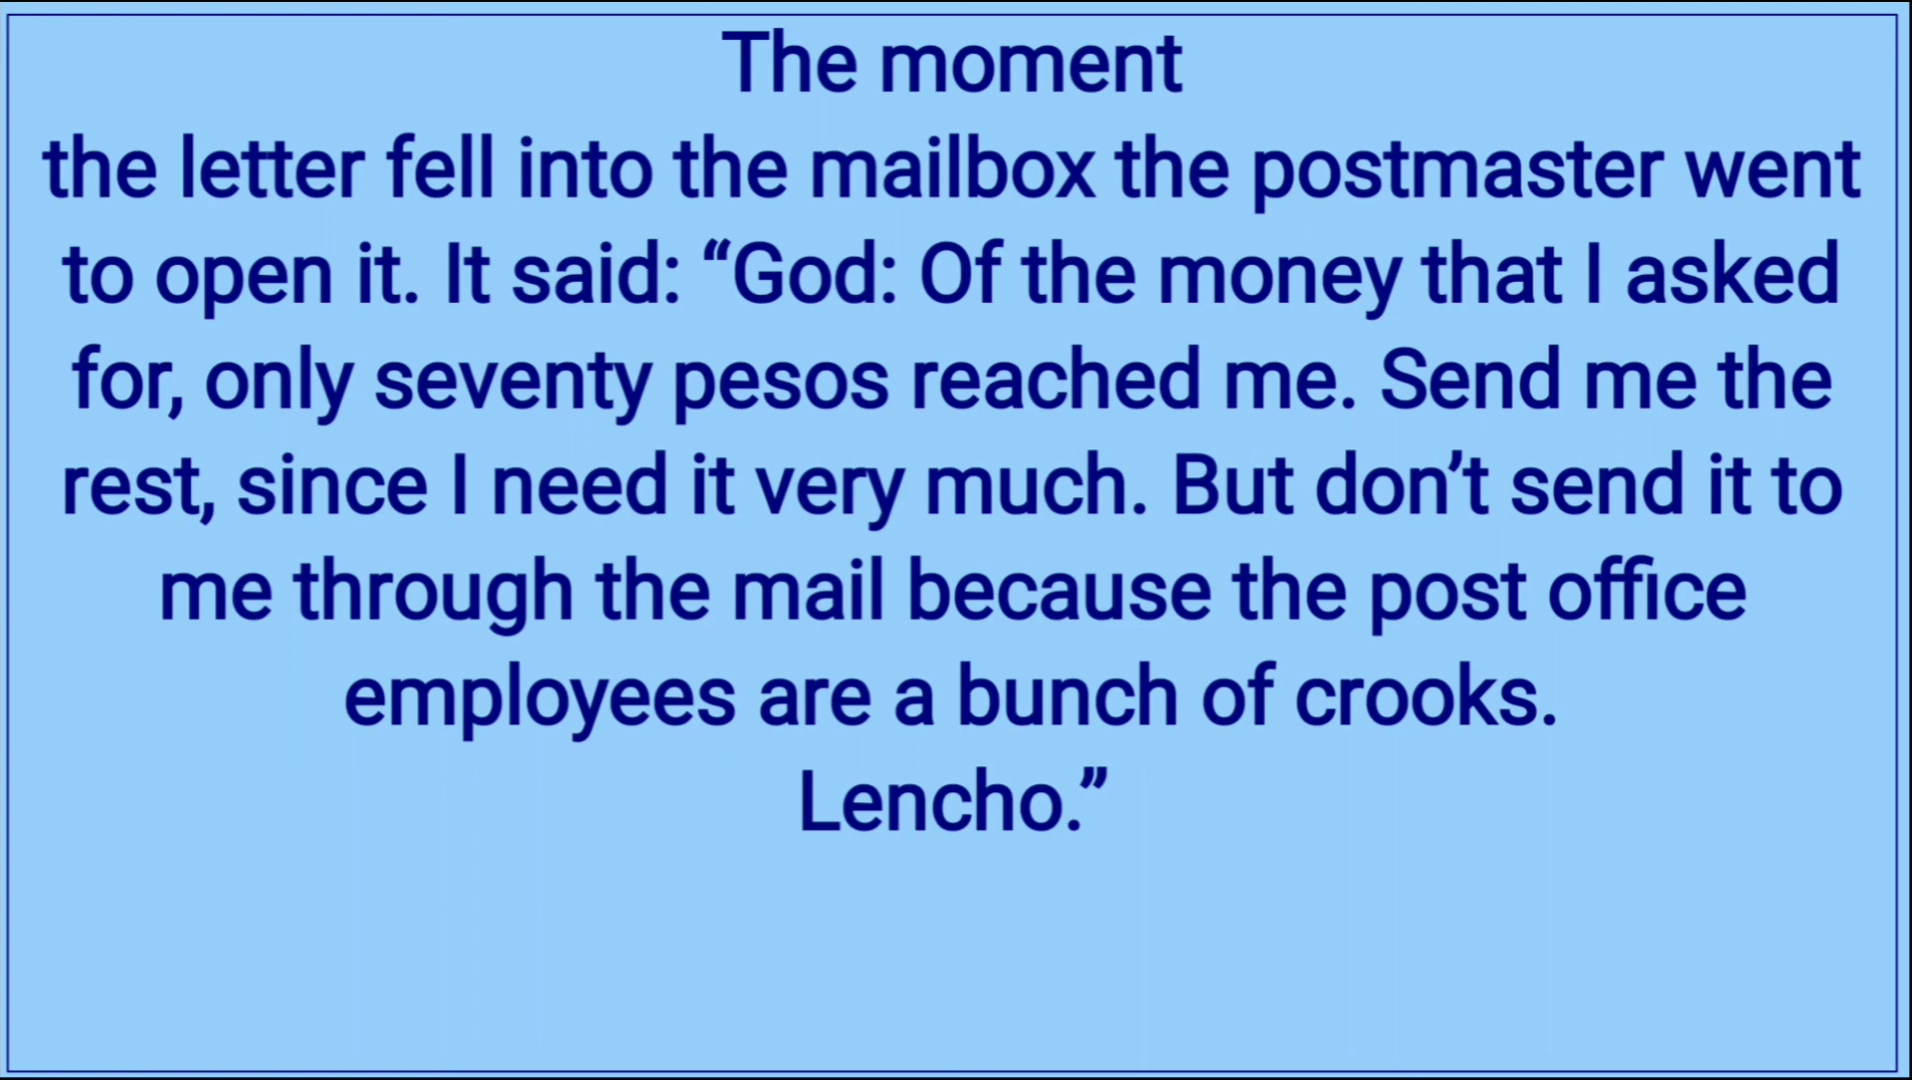 The moment
the letter fell into the mailbox the postmaster went
to open it. It said: “God: Of the money that I asked
for, only seventy pesos reached me. Send me the
rest, since I need it very much. But don’t send it to
me through the mail because the post office
employees are a bunch of crooks.
Lencho.”